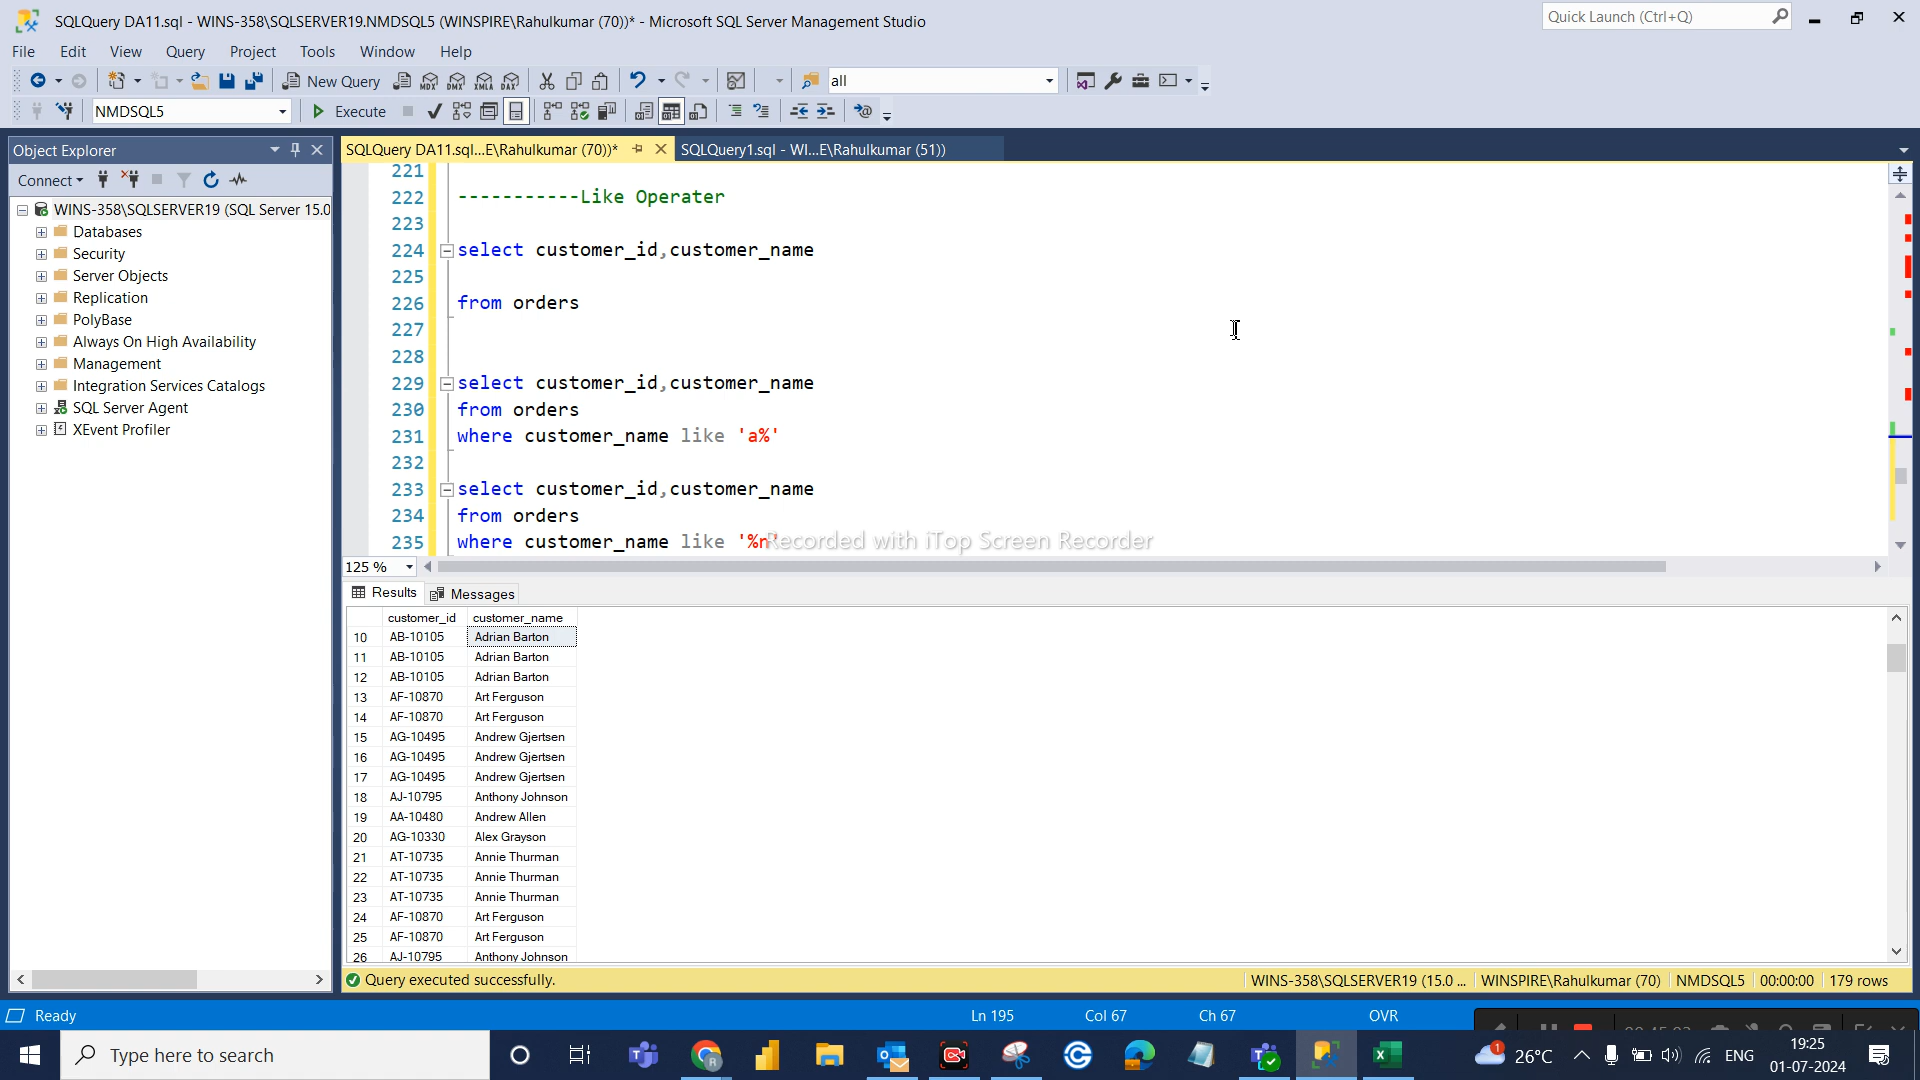 SQLQuery DA11.sql - WINS-358\SQLSERVER19.NMDSQL5 (WINSPIRE\Rahulkumar (70))* - Microsoft SQL Server Management Studio
Quick Launch (Ctrl+Q)
File Edit View Query Project Tools Window Help
New Query MDX DMX XMLA DAX all
NMDSQL5 Execute
Object Explorer
SQLQuery DA11.sql...E\Rahulkumar (70))* SQLQuery1.sql - WI...E\Rahulkumar (51))
Connect
WINS-358\SQLSERVER19 (SQL Server 15.0
Databases
Security
Server Objects
Replication
PolyBase
Always On High Availability
Management
Integration Services Catalogs
SQL Server Agent
XEvent Profiler
221
222 -----------Like Operater
223
224 select customer_id,customer_name
225
226 from orders
227
228
229 select customer_id,customer_name
230 from orders
231 where customer_name like 'a%'
232
233 select customer_id,customer_name
234 from orders
235 where customer_name like '%n'
Recorded with iTop Screen Recorder
125 %
Results Messages
customer_id customer_name
10 AB-10105 Adrian Barton
11 AB-10105 Adrian Barton
12 AB-10105 Adrian Barton
13 AF-10870 Art Ferguson
14 AF-10870 Art Ferguson
15 AG-10495 Andrew Gjertsen
16 AG-10495 Andrew Gjertsen
17 AG-10495 Andrew Gjertsen
18 AJ-10795 Anthony Johnson
19 AA-10480 Andrew Allen
20 AG-10330 Alex Grayson
21 AT-10735 Annie Thurman
22 AT-10735 Annie Thurman
23 AT-10735 Annie Thurman
24 AF-10870 Art Ferguson
25 AF-10870 Art Ferguson
26 AJ-10795 Anthony Johnson
Query executed successfully. WINS-358\SQLSERVER19 (15.0 ... WINSPIRE\Rahulkumar (70) NMDSQL5 00:00:00 179 rows
Ready Ln 195 Col 67 Ch 67 OVR
Type here to search
1 26°C ENG 19:25
01-07-2024